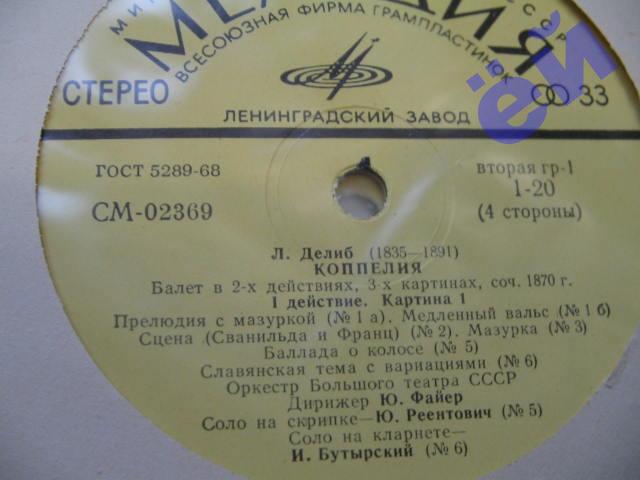 ВСЕСОЮЗНАЯ ФИРМА ГРАМПЛАСТИНОК
СТЕРЕО
33
ЛЕНИНГРАДСКИЙ ЗАВОД
ёй
ГОСТ 5289-68
вторая гр-1
СМ-02369
1-20
(4 стороны)
Л. Делиб (1835—1891)
КОППЕЛИЯ
Балет в 2-х действиях, 3-х картинах, соч. 1870 г.
1 действие. Картина 1
Прелюдия с мазуркой (№ 1 а). Медленный вальс (№ 1 б)
Сцена (Сванильда и Франц) (№ 2). Мазурка (№ 3)
Баллада о колосе (№ 5)
Славянская тема с вариациями (№ 6)
Оркестр Большого театра СССР
Дирижер Ю. Файер
Соло на скрипке—Ю. Реентович (№ 5)
Соло на кларнете—
И. Бутырский (№ 6)